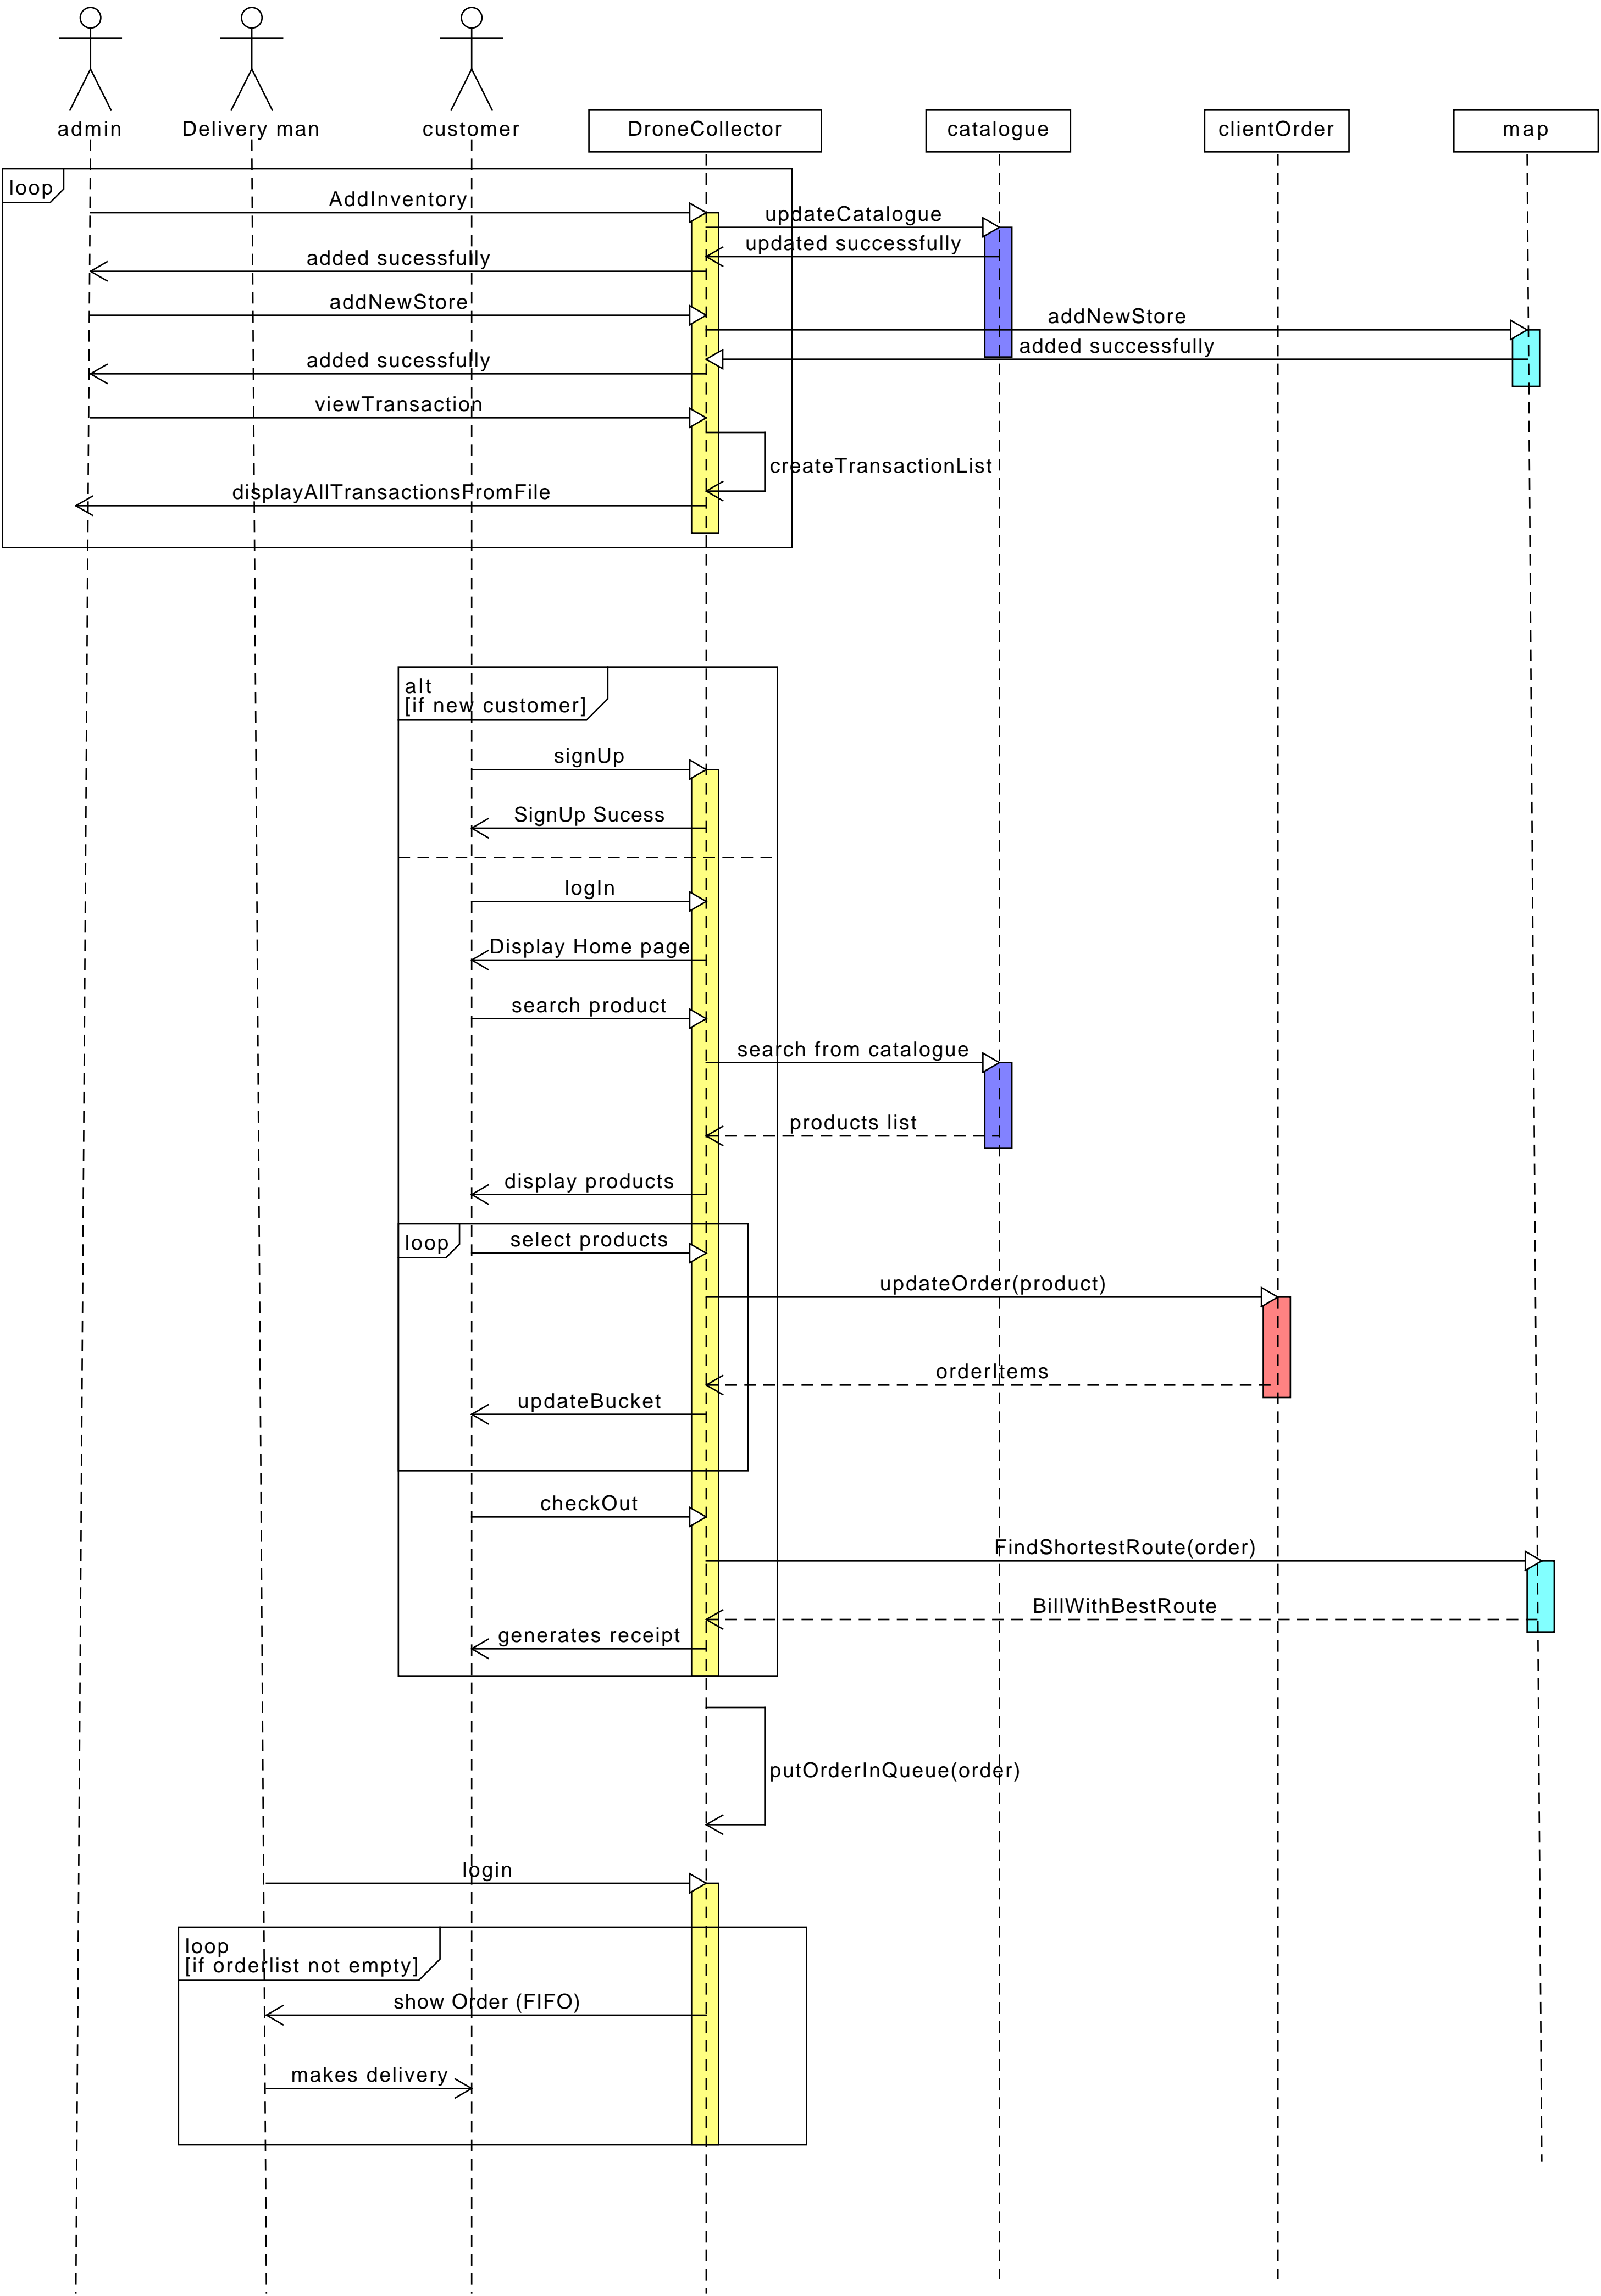 admin
Delivery man
customer
DroneCollector
catalogue
clientOrder
map
loop
AddInventory
updateCatalogue
updated successfully
added sucessfully
addNewStore
addNewStore
added successfully
added sucessfully
viewTransaction
createTransactionList
displayAllTransactionsFromFile
alt
[if new customer]
signUp
SignUp Sucess
logIn
Display Home page
search product
search from catalogue
products list
display products
loop
select products
updateOrder(product)
orderItems
updateBucket
checkOut
FindShortestRoute(order)
BillWithBestRoute
generates receipt
putOrderInQueue(order)
login
loop
[if orderlist not empty]
show Order (FIFO)
makes delivery